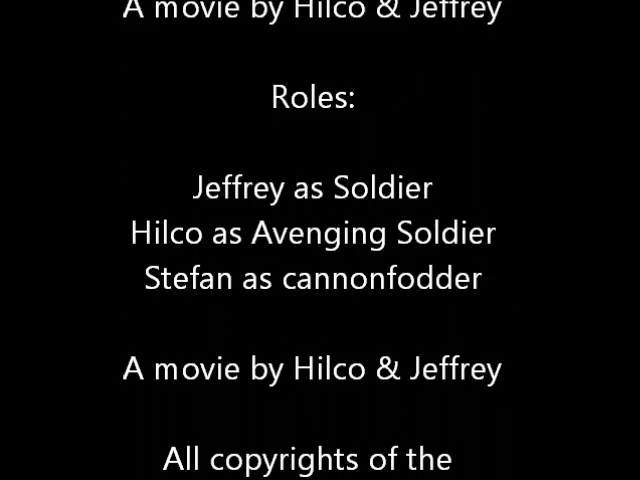 A movie by Hilco & Jeffrey
Roles:
Jeffrey as Soldier
Hilco as Avenging Soldier
Stefan as cannonfodder
A movie by Hilco & Jeffrey
All copyrights of the